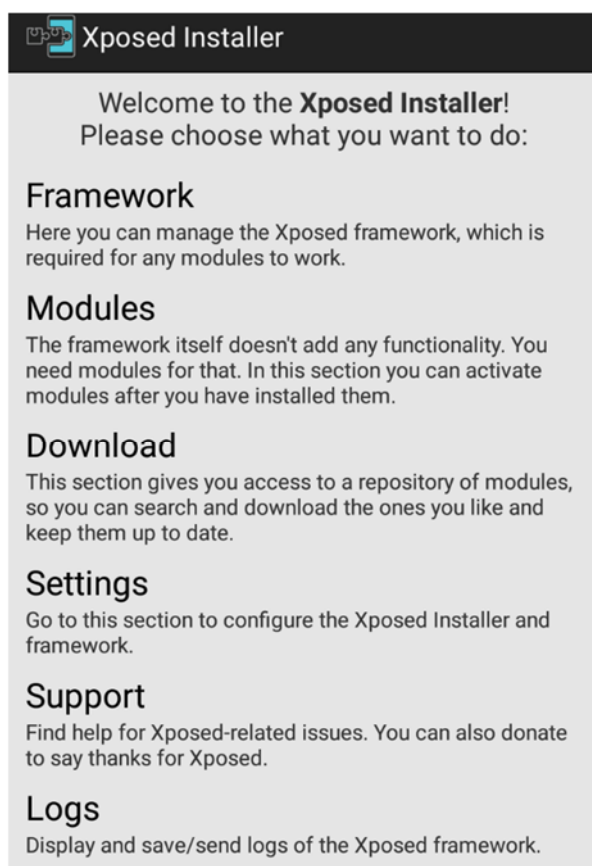 Xposed Installer
Welcome to the Xposed Installer!
Please choose what you want to do:
Framework
Here you can manage the Xposed framework, which is
required for any modules to work.
Modules
The framework itself doesn't add any functionality. You
need modules for that. In this section you can activate
modules after you have installed them.
Download
This section gives you access to a repository of modules,
so you can search and download the ones you like and
keep them up to date.
Settings
Go to this section to configure the Xposed Installer and
framework.
Support
Find help for Xposed-related issues. You can also donate
to say thanks for Xposed.
Logs
Display and save/send logs of the Xposed framework.